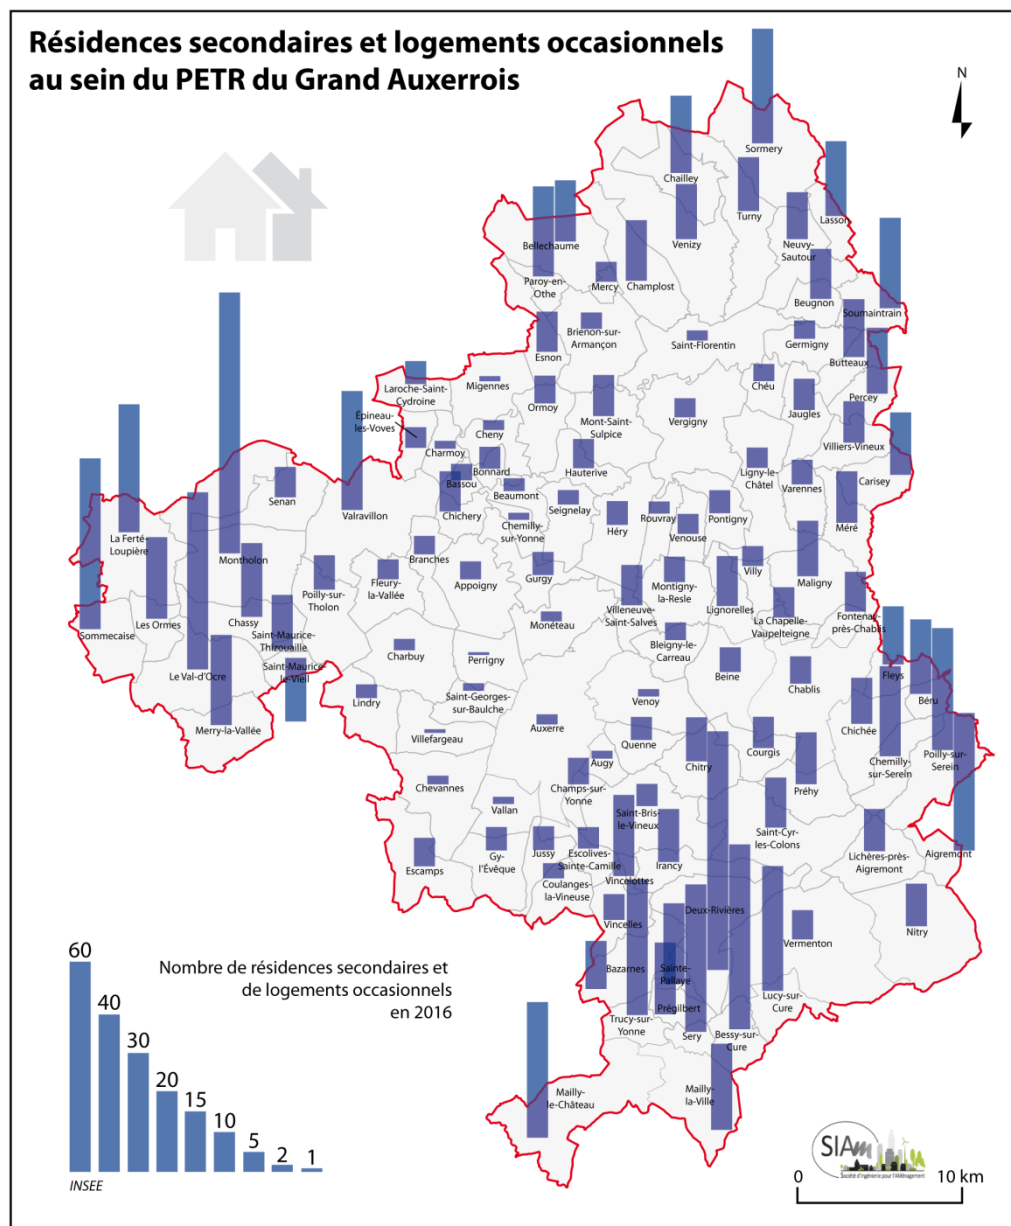 Résidences secondaires et logements occasionnels
au sein du PETR du Grand Auxerrois
N
Sormery
Chailley
Turny
Lasson
Venizy
Neuvy-
Sautour
Bellechaume
Paroy-en-
Othe
Mercy
Champlost
Beugnon
Soumaintrain
Brienon-sur-
Armançon
Esnon
Saint-Florentin
Germigny
Butteaux
Laroche-Saint-
Cydroine
Migennes
Chéu
Percey
Ormoy
Jaugles
Épineau-
les-Voves
Mont-Saint-
Sulpice
Vergigny
Cheny
Villiers-Vineux
Charmoy
Bonnard
Hauterive
Ligny-le-
Châtel
Varennes
Carisey
Bassou
Beaumont
Senan
Valravillon
Chichery
Seignelay
Chemilly-
sur-Yonne
Rouvray
Pontigny
Héry
Venouse
Méré
La Ferté-
Loupière
Montholon
Branches
Villy
Maligny
Poilly-sur-
Tholon
Fleury-
la-Vallée
Appoigny
Gurgy
Montigny-
la-Resle
Les Ormes
Chassy
Villeneuve-
Saint-Salves
Lignorelles
La Chapelle-
Vaupelteigne
Fontenay-
près-Chablis
Sommecaise
Saint-Maurice-
Thizouaille
Monéteau
Charbuy
Bleigny-le-
Carreau
Perrigny
Saint-Maurice-
le-Vieil
Le Val-d'Ocre
Beine
Chablis
Fleys
Lindry
Saint-Georges-
sur-Baulche
Venoy
Béru
Merry-la-Vallée
Auxerre
Chichée
Villefargeau
Quenne
Courgis
Chemilly-
sur-Serein
Poilly-sur-
Serein
Augy
Chitry
Chevannes
Champs-sur-
Yonne
Préhy
Vallan
Saint-Bris-
le-Vineux
Saint-Cyr-
les-Colons
Escamps
Gy-
l'Évêque
Jussy
Escolives-
Sainte-Camille
Irancy
Lichères-près-
Aigremont
Aigremont
Coulanges-
la-Vineuse
Vincelottes
Deux-Rivières
Vincelles
Nitry
Vermenton
Bazarnes
Sainte-
Pallaye
Lucy-sur-
Cure
Prégilbert
Trucy-sur-
Yonne
Sery
Bessy-sur-
Cure
Mailly-
le-Château
Mailly-
la-Ville
Nombre de résidences secondaires et
de logements occasionnels
en 2016
60
40
30
20
15
10
5
2
1
INSEE
SIAm
Société d'Ingénierie pour l'AMénagement
0
10 km